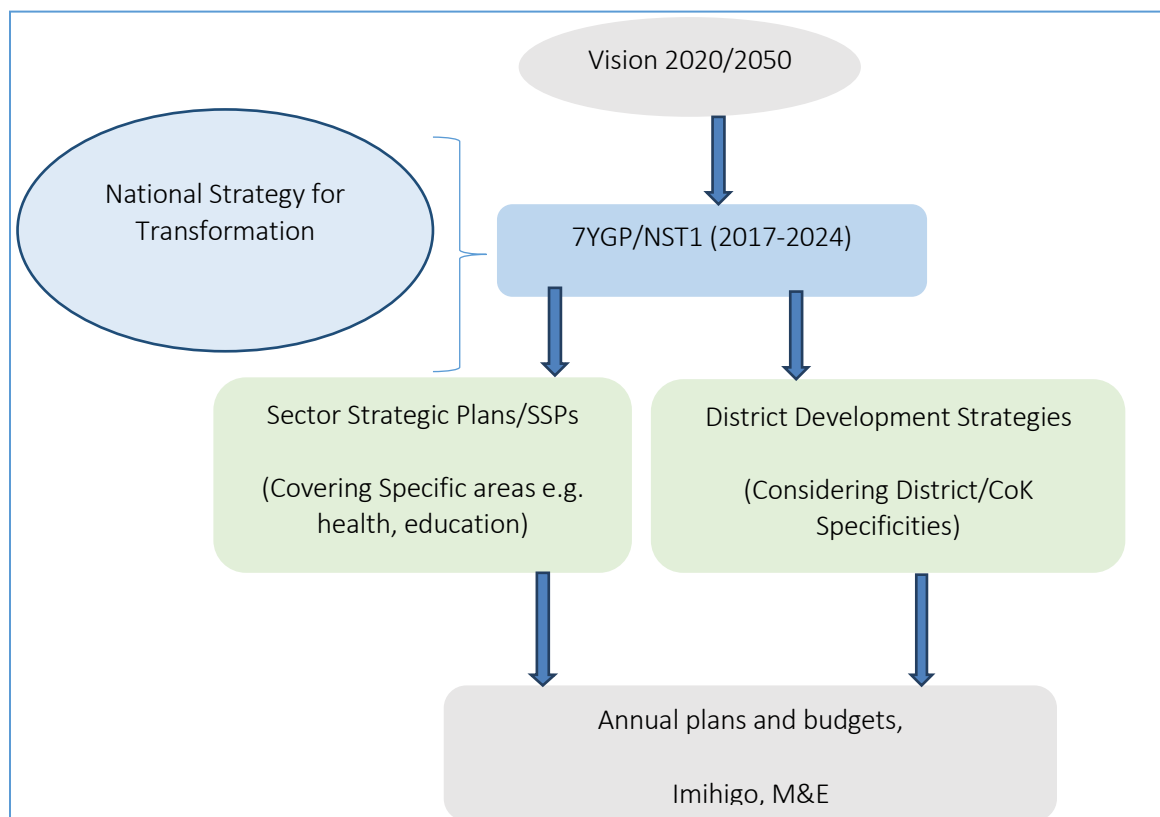 Vision 2020/2050
National Strategy for
Transformation
7YGP/NST1 (2017-2024)
Sector Strategic Plans/SSPs
(Covering Specific areas e.g.
health, education)
District Development Strategies
(Considering District/CoK
Specificities)
Annual plans and budgets,
Imihigo, M&E